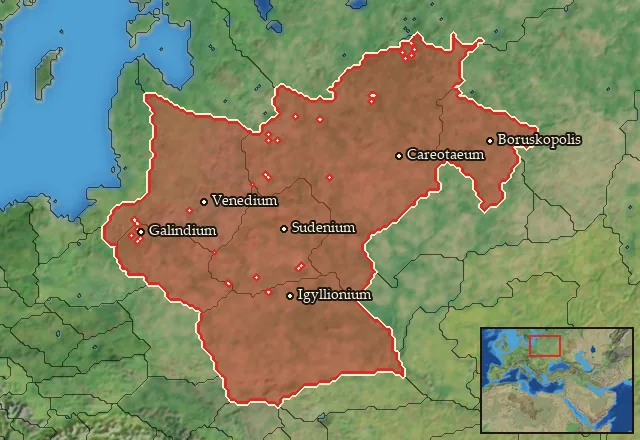 Boruskopolis
Careotaeum
Venedium
Sudenium
Galindium
Igyllionium